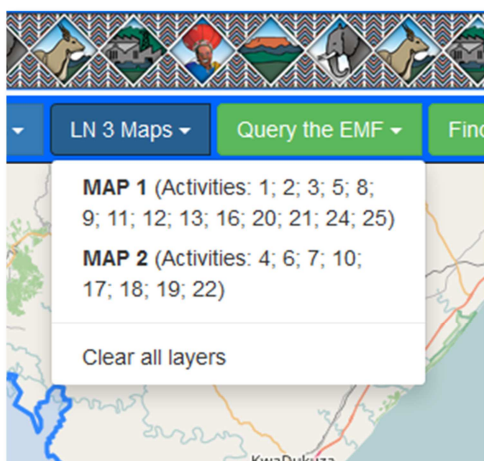 LN 3 Maps Query the EMF Find
MAP 1 (Activities: 1; 2; 3; 5; 8;
9; 11; 12; 13; 16; 20; 21; 24; 25)
MAP 2 (Activities: 4; 6; 7; 10;
17; 18; 19; 22)
Clear all layers
KwaDukuza